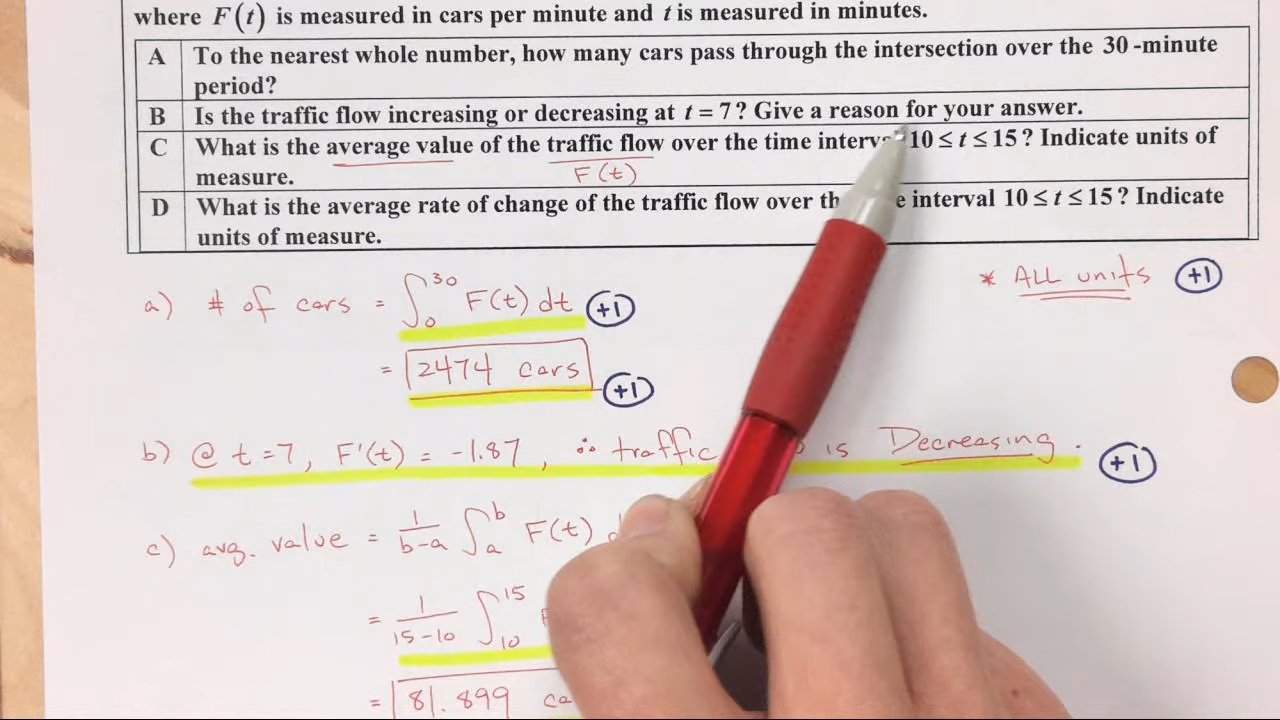 where F(t) is measured in cars per minute and t is measured in minutes.
A To the nearest whole number, how many cars pass through the intersection over the 30 -minute
period?
B Is the traffic flow increasing or decreasing at t = 7? Give a reason for your answer.
C What is the average value of the traffic flow over the time interv 10 ≤ t ≤ 15? Indicate units of
measure.
F(t)
D What is the average rate of change of the traffic flow over th e interval 10 ≤ t ≤ 15? Indicate
units of measure.
* ALL units +1
a) # of cars = ∫₀³⁰ F(t) dt +1
= 2474 cars +1
b) @ t=7, F'(t) = -1.87, ∴ traffic is Decreasing. +1
c) avg. value = 1/(b-a) ∫ₐᵇ F(t)
= 1/(15-10) ∫₁₀¹⁵
= 81.899